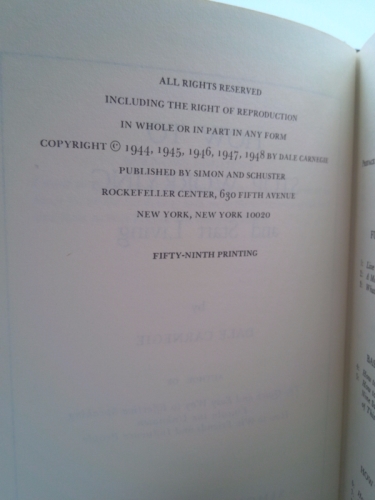 ALL RIGHTS RESERVED
INCLUDING THE RIGHT OF REPRODUCTION
IN WHOLE OR IN PART IN ANY FORM
COPYRIGHT © 1944, 1945, 1946, 1947, 1948 BY DALE CARNEGIE
PUBLISHED BY SIMON AND SCHUSTER
ROCKEFELLER CENTER, 630 FIFTH AVENUE
NEW YORK, NEW YORK 10020
FIFTY-NINTH PRINTING